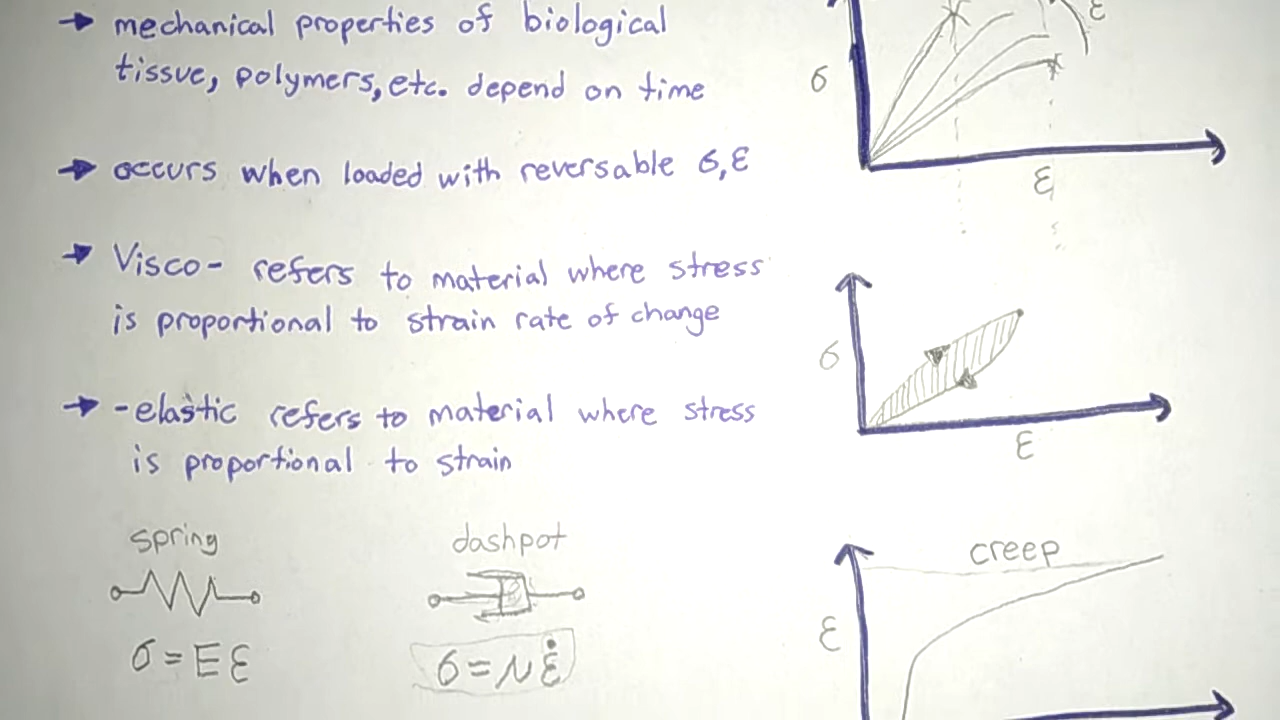 → mechanical properties of biological
tissue, polymers, etc. depend on time
→ occurs when loaded with reversable σ, ε
→ Visco- refers to material where stress
is proportional to strain rate of change
→ -elastic refers to material where stress
is proportional to strain
spring
dashpot
σ = E ε
σ = μ ε̇
σ
ε̇
ε
σ
ε
creep
ε